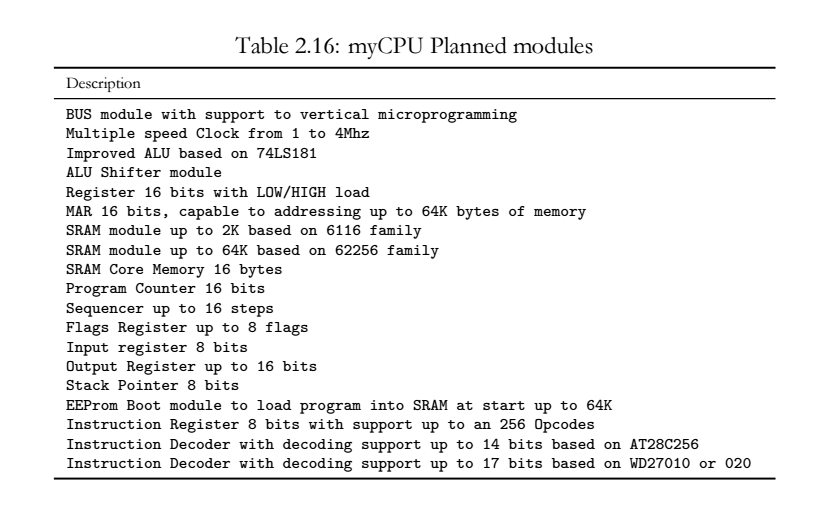 Table 2.16: myCPU Planned modules
Description
BUS module with support to vertical microprogramming
Multiple speed Clock from 1 to 4Mhz
Improved ALU based on 74LS181
ALU Shifter module
Register 16 bits with LOW/HIGH load
MAR 16 bits, capable to addressing up to 64K bytes of memory
SRAM module up to 2K based on 6116 family
SRAM module up to 64K based on 62256 family
SRAM Core Memory 16 bytes
Program Counter 16 bits
Sequencer up to 16 steps
Flags Register up to 8 flags
Input register 8 bits
Output Register up to 16 bits
Stack Pointer 8 bits
EEProm Boot module to load program into SRAM at start up to 64K
Instruction Register 8 bits with support up to an 256 Opcodes
Instruction Decoder with decoding support up to 14 bits based on AT28C256
Instruction Decoder with decoding support up to 17 bits based on WD27010 or 020